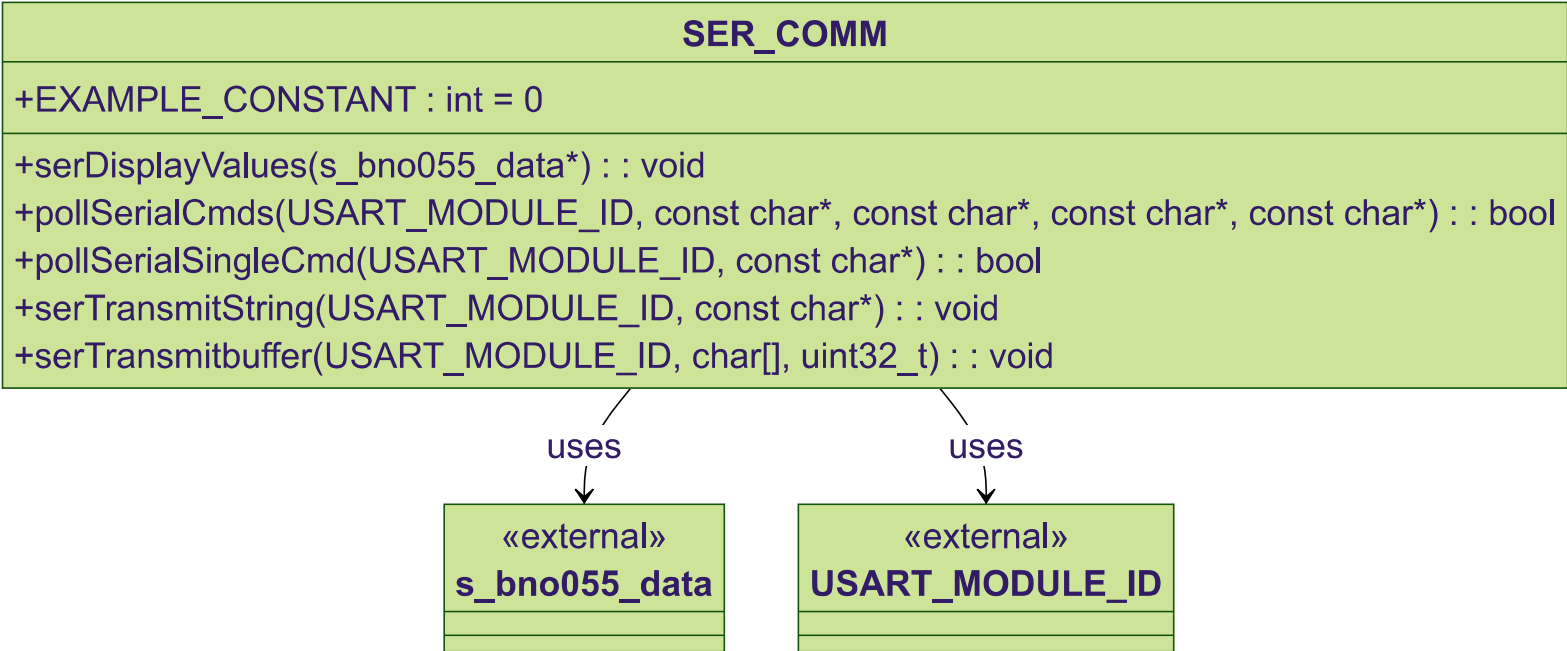 SER_COMM
+EXAMPLE_CONSTANT : int = 0
+serDisplayValues(s_bno055_data*) : : void
+pollSerialCmds(USART_MODULE_ID, const char*, const char*, const char*, const char*) : : bool
+pollSerialSingleCmd(USART_MODULE_ID, const char*) : : bool
+serTransmitString(USART_MODULE_ID, const char*) : : void
+serTransmitbuffer(USART_MODULE_ID, char[], uint32_t) : : void
uses
uses
«external»
s_bno055_data
«external»
USART_MODULE_ID